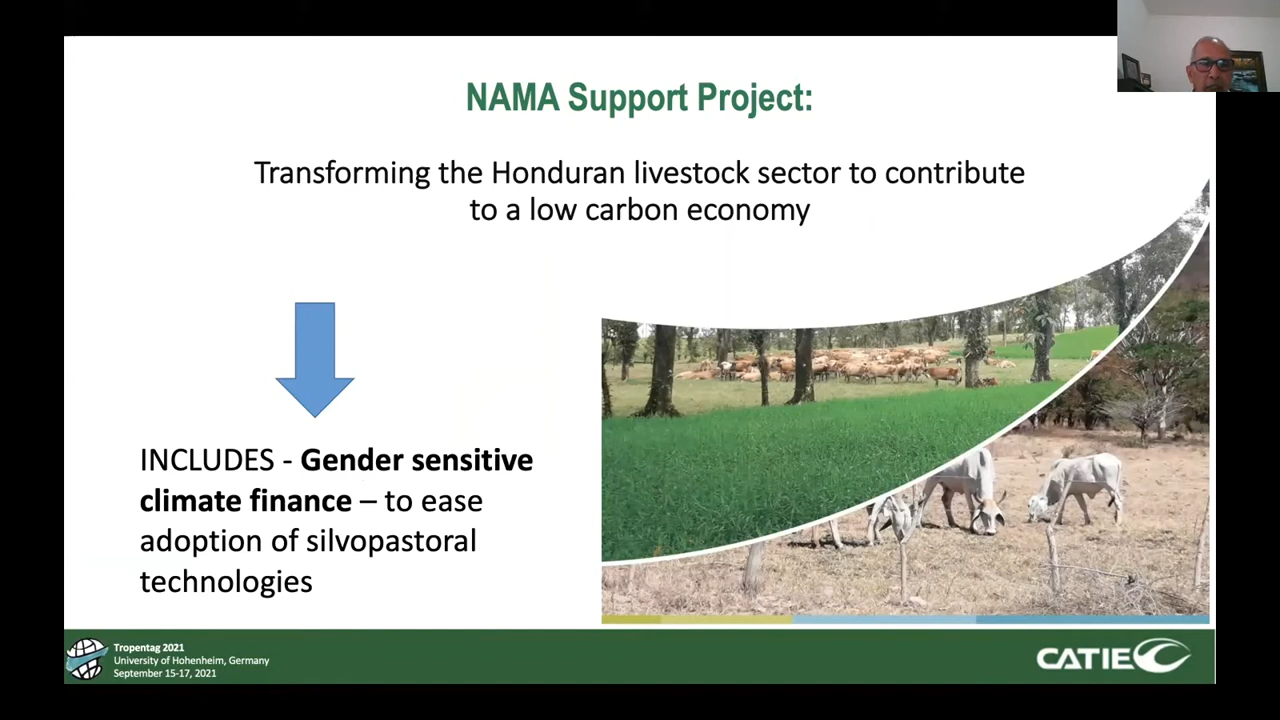 NAMA Support Project:
Transforming the Honduran livestock sector to contribute
to a low carbon economy
INCLUDES - Gender sensitive
climate finance – to ease
adoption of silvopastoral
technologies
Tropentag 2021
University of Hohenheim, Germany
September 15-17, 2021
CATIE